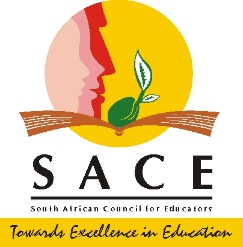 SACE
South African Council for Educators
Towards Excellence in Education